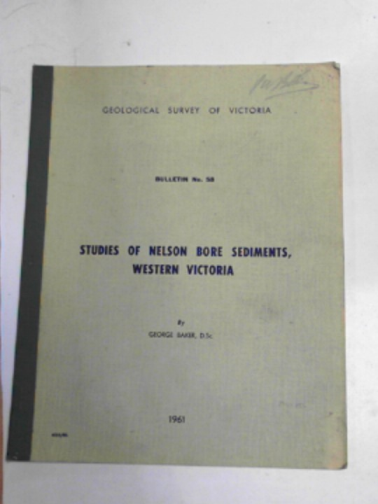 GEOLOGICAL SURVEY OF VICTORIA
BULLETIN No. 58
STUDIES OF NELSON BORE SEDIMENTS,
WESTERN VICTORIA
By
GEORGE BAKER, D.Sc.
1961